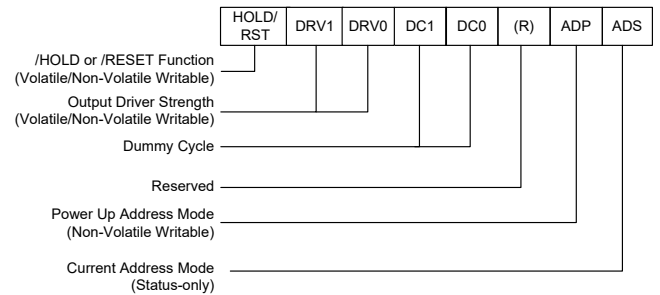 HOLD/
RST
DRV1
DRV0
DC1
DC0
(R)
ADP
ADS
/HOLD or /RESET Function
(Volatile/Non-Volatile Writable)
Output Driver Strength
(Volatile/Non-Volatile Writable)
Dummy Cycle
Reserved
Power Up Address Mode
(Non-Volatile Writable)
Current Address Mode
(Status-only)